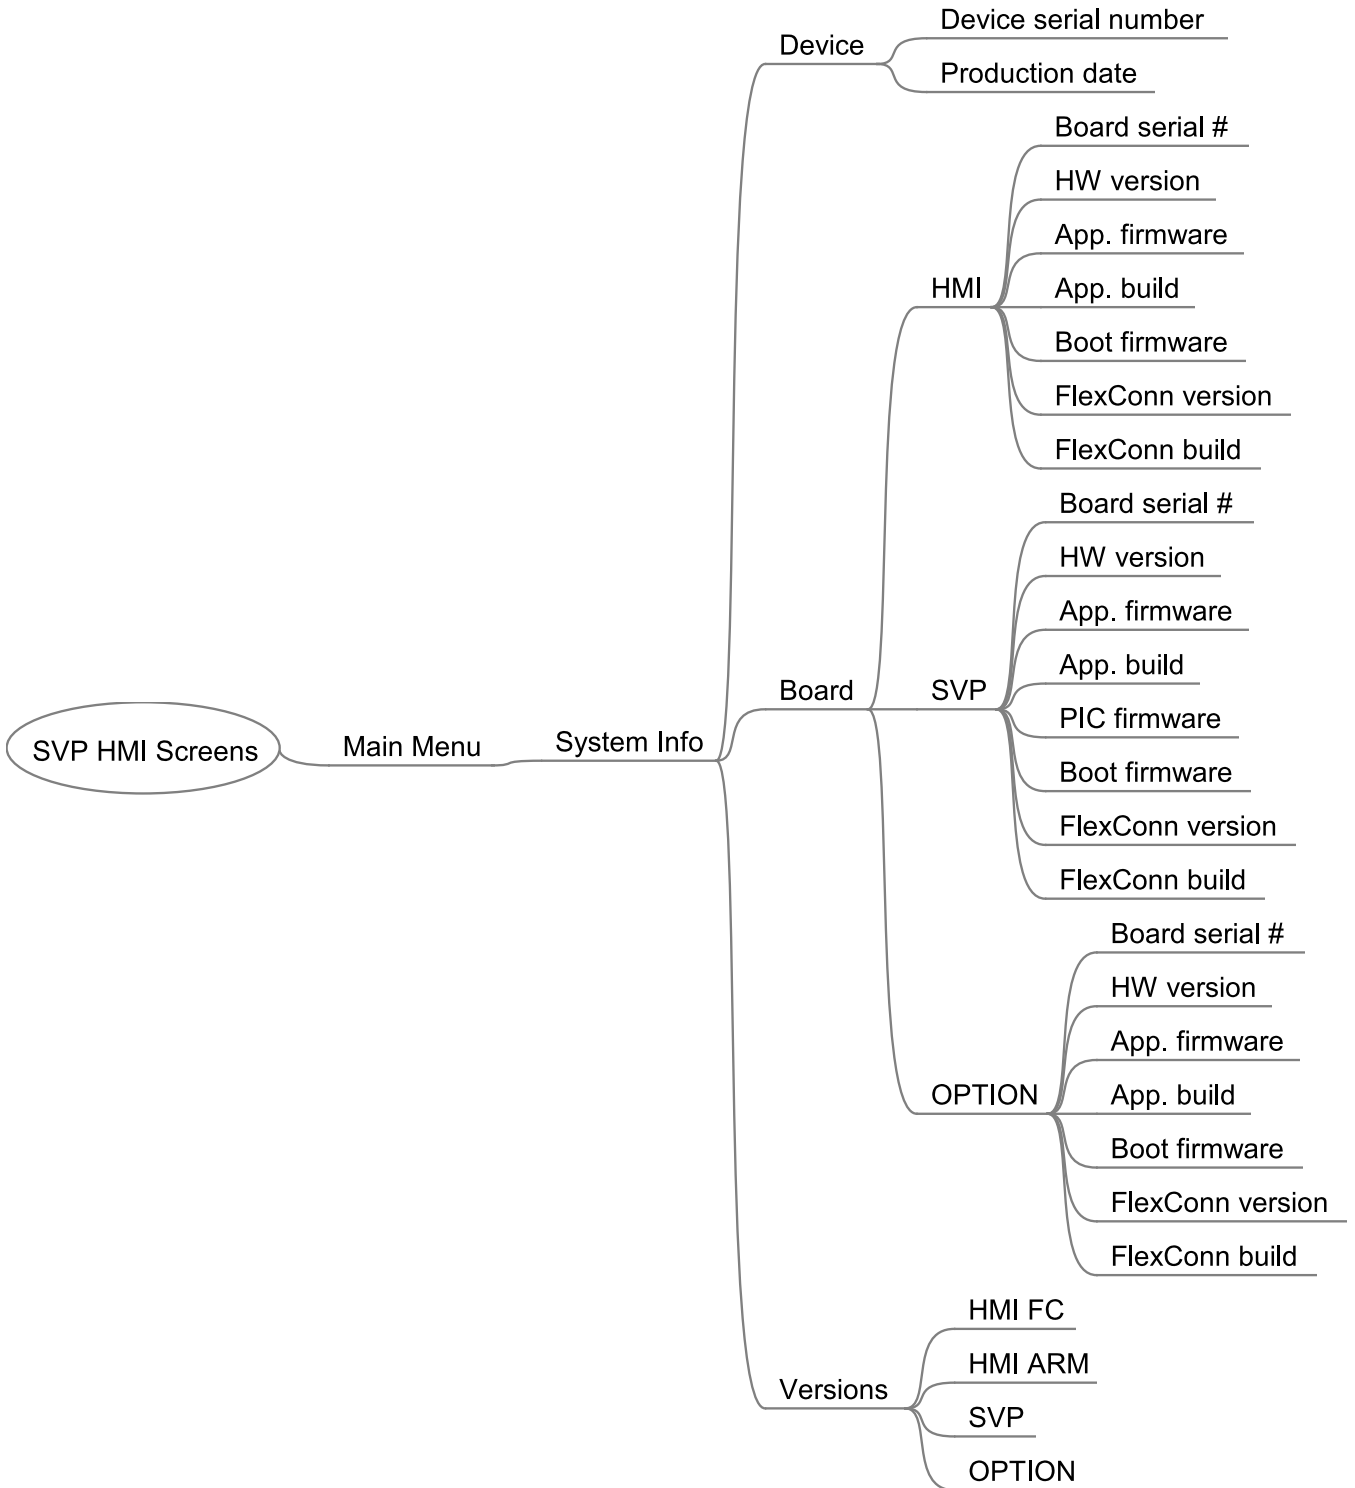 SVP HMI Screens
Main Menu
System Info
Device
Device serial number
Production date
Board
HMI
Board serial #
HW version
App. firmware
App. build
Boot firmware
FlexConn version
FlexConn build
SVP
Board serial #
HW version
App. firmware
App. build
PIC firmware
Boot firmware
FlexConn version
FlexConn build
OPTION
Board serial #
HW version
App. firmware
App. build
Boot firmware
FlexConn version
FlexConn build
Versions
HMI FC
HMI ARM
SVP
OPTION